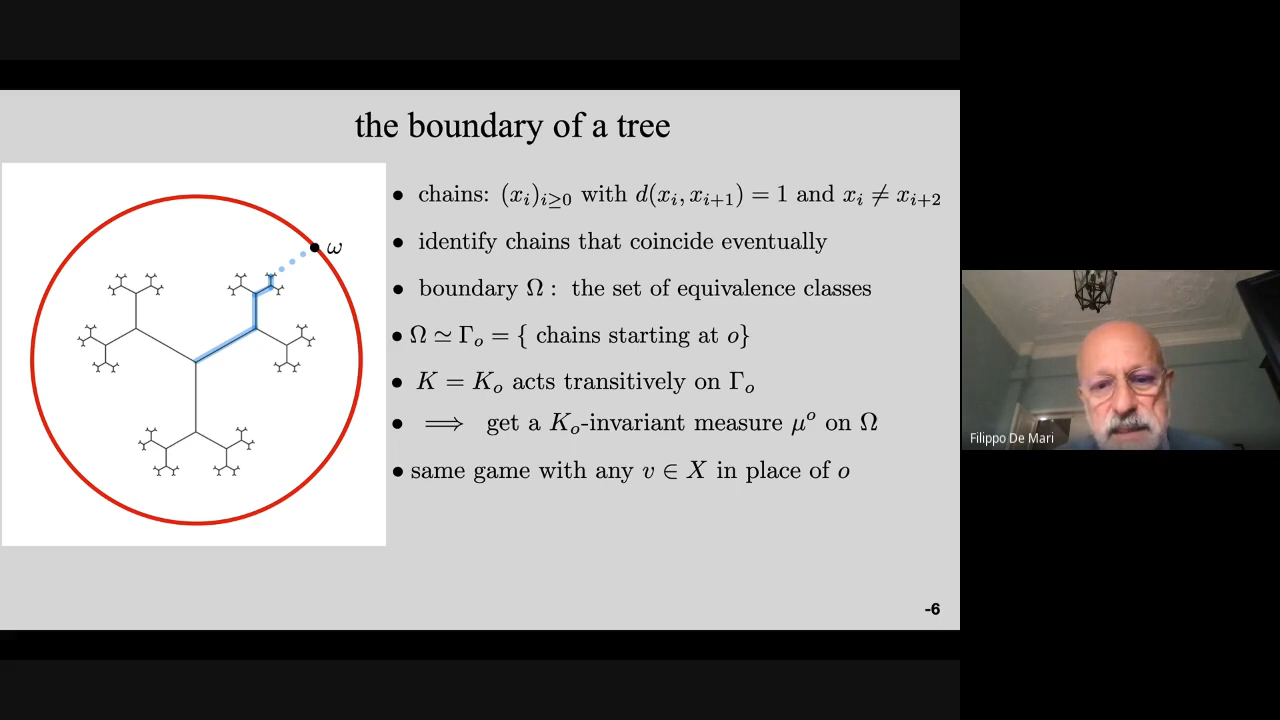 the boundary of a tree
ω
• chains: (xᵢ)ᵢ≥₀ with d(xᵢ, xᵢ₊₁) = 1 and xᵢ ≠ xᵢ₊₂
• identify chains that coincide eventually
• boundary Ω : the set of equivalence classes
• Ω ≃ Γₒ = { chains starting at o}
• K = Kₒ acts transitively on Γₒ
• ⟹ get a Kₒ-invariant measure μᵒ on Ω
• same game with any v ∈ X in place of o
-6
Filippo De Mari